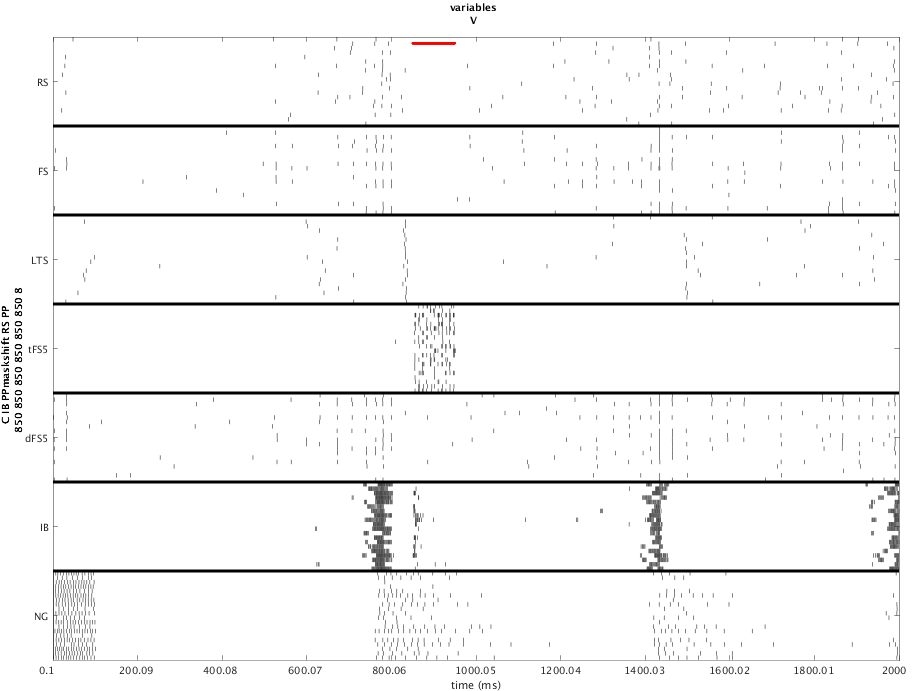 variables
V
C IB PPmaskshift RS PP
850 850 850 850 850 8
RS
FS
LTS
tFS5
dFS5
IB
NG
0.1 200.09 400.08 600.07 800.06 1000.05 1200.04 1400.03 1600.02 1800.01 2000
time (ms)